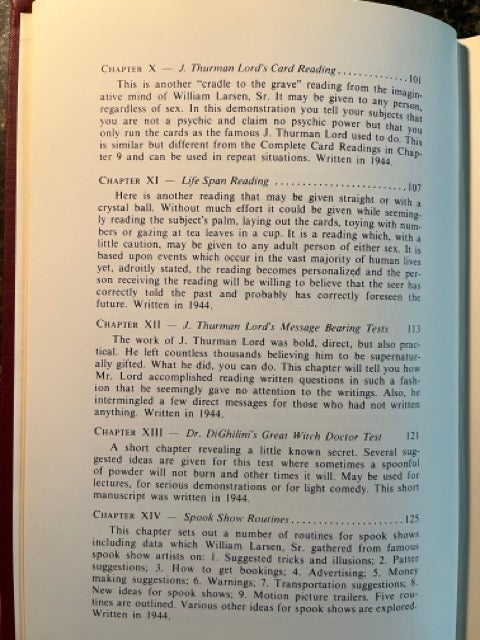 CHAPTER X — J. Thurman Lord's Card Reading..............101
This is another "cradle to the grave" reading from the imagin-
ative mind of William Larsen, Sr. It may be given to any person,
regardless of sex. In this demonstration you tell your subjects that
you are not a psychic and claim no psychic power but that you
only run the cards as the famous J. Thurman Lord used to do. This
is similar but different from the Complete Card Readings in Chap-
ter 9 and can be used in repeat situations. Written in 1944.
CHAPTER XI — Life Span Reading ........................107
Here is another reading that may be given straight or with a
crystal ball. Without much effort it could be given while seeming-
ly reading the subject's palm, laying out the cards, toying with num-
bers or gazing at tea leaves in a cup. It is a reading which, with a
little caution, may be given to any adult person of either sex. It is
based upon events which occur in the vast majority of human lives
yet, adroitly stated, the reading becomes personalized and the per-
son receiving the reading will be willing to believe that the seer has
correctly told the past and probably has correctly foreseen the
future. Written in 1944.
CHAPTER XII — J. Thurman Lord's Message Bearing Tests 113
The work of J. Thurman Lord was bold, direct, but also prac-
tical. He left countless thousands believing him to be supernatur-
ally gifted. What he did, you can do. This chapter will tell you how
Mr. Lord accomplished reading written questions in such a fash-
ion that he seemingly gave no attention to the writings. Also, he
intermingled a few direct messages for those who had not written
anything. Written in 1944.
CHAPTER XIII — Dr. DiGhilini's Great Witch Doctor Test 121
A short chapter revealing a little known secret. Several sug-
gested ideas are given for this test where sometimes a spoonful
of powder will not burn and other times it will. May be used for
lectures, for serious demonstrations or for light comedy. This short
manuscript was written in 1944.
CHAPTER XIV — Spook Show Routines.....................125
This chapter sets out a number of routines for spook shows
including data which William Larsen, Sr. gathered from famous
spook show artists on: 1. Suggested tricks and illusions; 2. Patter
suggestions; 3. How to get bookings; 4. Advertising; 5. Money
making suggestions; 6. Warnings; 7. Transportation suggestions; 8.
New ideas for spook shows; 9. Motion picture trailers. Five rou-
tines are outlined. Various other ideas for spook shows are explored.
Written in 1944.